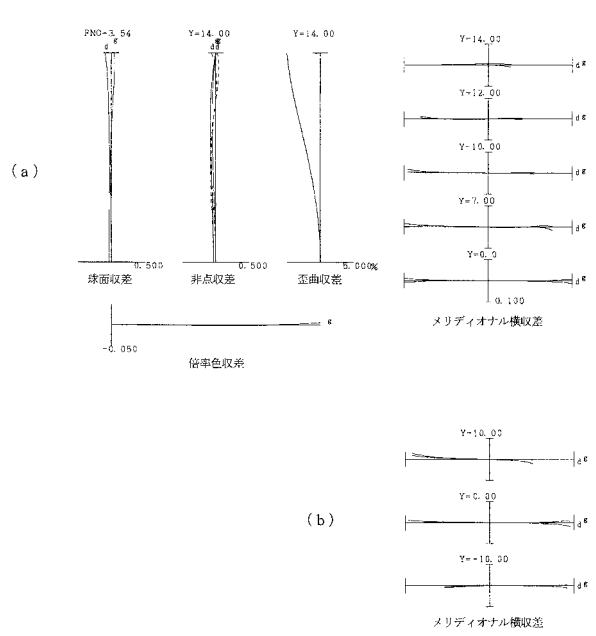 (a)
FNO=3.54
d g
0.500
球面収差
Y=14.00
d g
0.500
非点収差
Y=14.00
5.000%
歪曲収差
g
-0.050
倍率色収差
Y=14.00
d g
Y=12.00
d g
Y=10.00
d g
Y=7.00
d g
Y=0.0
d g
0.100
メリディオナル横収差
(b)
Y=10.00
d g
Y=0.00
d g
Y=-10.00
d g
メリディオナル横収差